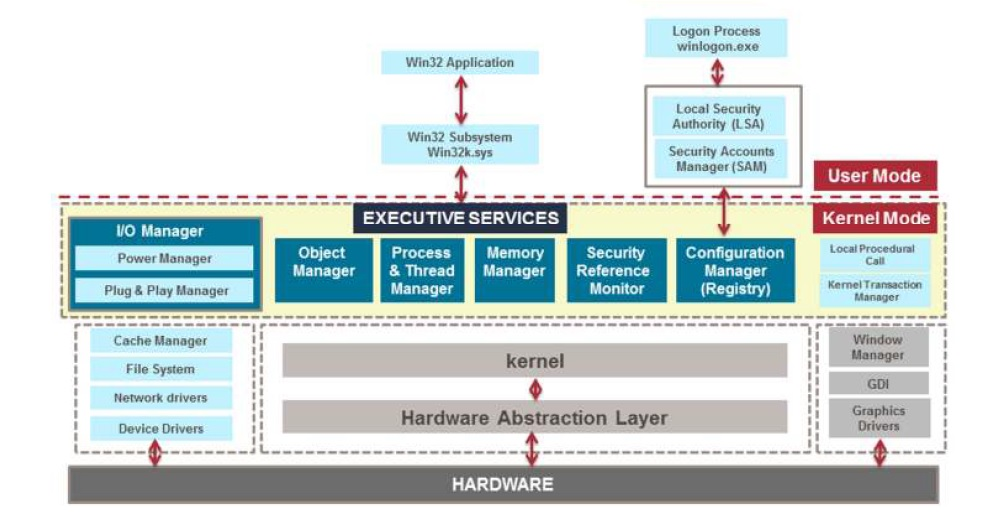 Logon Process
winlogon.exe
Win32 Application
Local Security
Authority (LSA)
Win32 Subsystem
Win32k.sys
Security Accounts
Manager (SAM)
User Mode
EXECUTIVE SERVICES
Kernel Mode
I/O Manager
Power Manager
Plug & Play Manager
Object
Manager
Process
& Thread
Manager
Memory
Manager
Security
Reference
Monitor
Configuration
Manager
(Registry)
Local Procedural
Call
Kernel Transaction
Manager
Cache Manager
File System
Network drivers
Device Drivers
kernel
Hardware Abstraction Layer
Window
Manager
GDI
Graphics
Drivers
HARDWARE